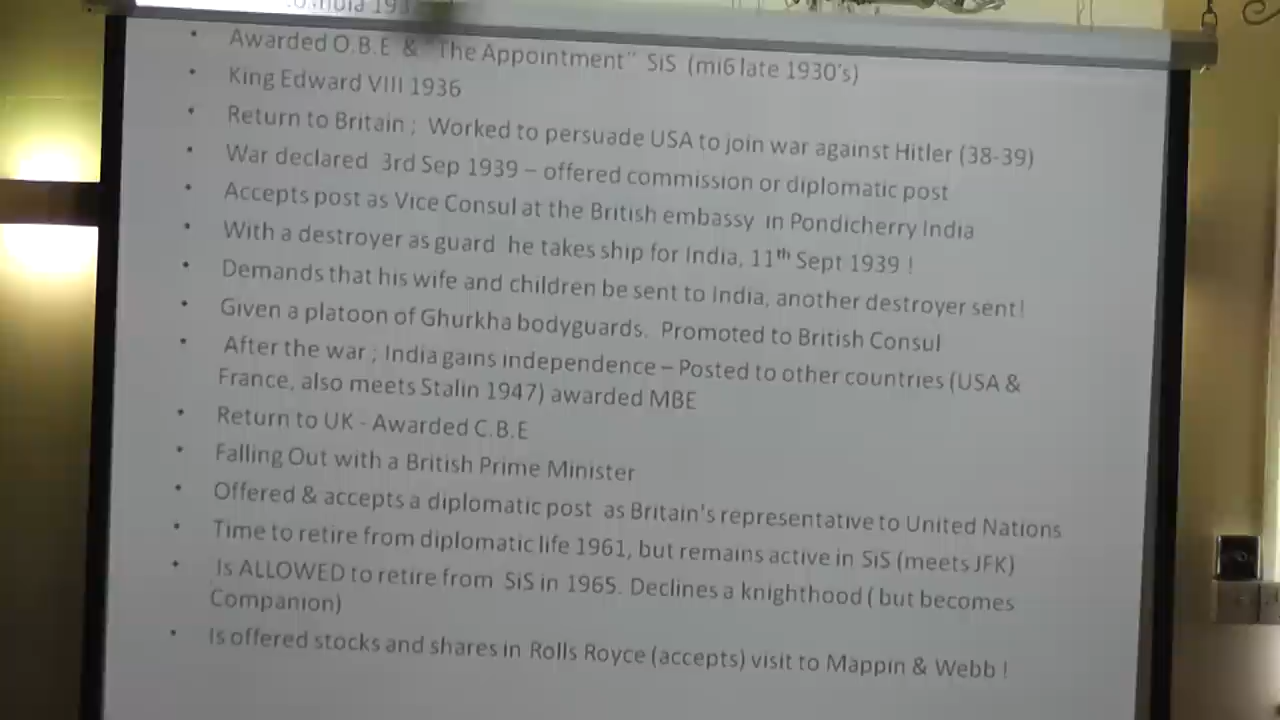 India 193
• Awarded O.B.E & "The Appointment" SiS (mi6 late 1930's)
• King Edward VIII 1936
• Return to Britain ; Worked to persuade USA to join war against Hitler (38-39)
• War declared 3rd Sep 1939 – offered commission or diplomatic post
• Accepts post as Vice Consul at the British embassy in Pondicherry India
• With a destroyer as guard he takes ship for India, 11th Sept 1939 !
• Demands that his wife and children be sent to India, another destroyer sent!
• Given a platoon of Ghurkha bodyguards. Promoted to British Consul
• After the war ; India gains independence – Posted to other countries (USA &
France, also meets Stalin 1947) awarded MBE
• Return to UK - Awarded C.B.E
• Falling Out with a British Prime Minister
• Offered & accepts a diplomatic post as Britain's representative to United Nations
• Time to retire from diplomatic life 1961, but remains active in SiS (meets JFK)
• Is ALLOWED to retire from SiS in 1965. Declines a knighthood ( but becomes
Companion)
• Is offered stocks and shares in Rolls Royce (accepts) visit to Mappin & Webb !